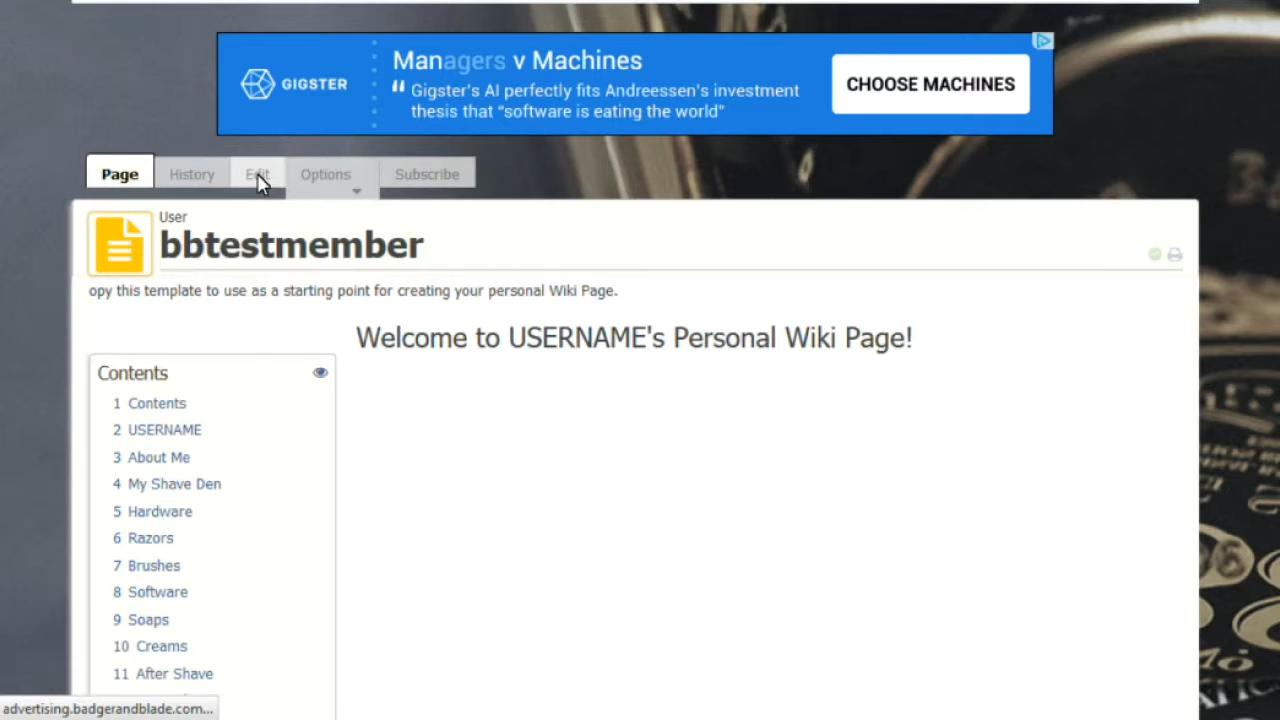 Managers v Machines
GIGSTER
" Gigster's AI perfectly fits Andreessen's investment
thesis that "software is eating the world"
CHOOSE MACHINES
Page History Edit Options Subscribe
User
bbtestmember
opy this template to use as a starting point for creating your personal Wiki Page.
Welcome to USERNAME's Personal Wiki Page!
Contents
1 Contents
2 USERNAME
3 About Me
4 My Shave Den
5 Hardware
6 Razors
7 Brushes
8 Software
9 Soaps
10 Creams
11 After Shave
advertising.badgerandblade.com...